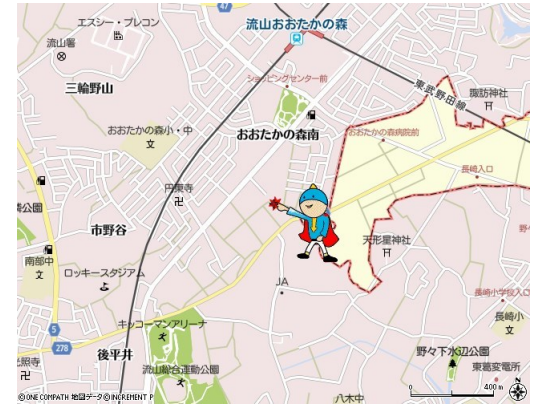 47
エスシー・プレコン
流山おおたかの森
流山署
ショッピングセンター前
三輪野山
東武野田線
諏訪神社
おおたかの森小・中
おおたかの森南
おおたかの森病院前
長崎入口
円東寺
市野谷
天形星神社
南部中
ロッキースタジアム
JA
長崎小学校入口
5
キッコーマンアリーナ
長崎小
278
後平井
野々下水辺公園
流山総合運動公園
東葛変電所
八木中
0
400m
©ONE COMPATH 地図データ©INCREMENT P